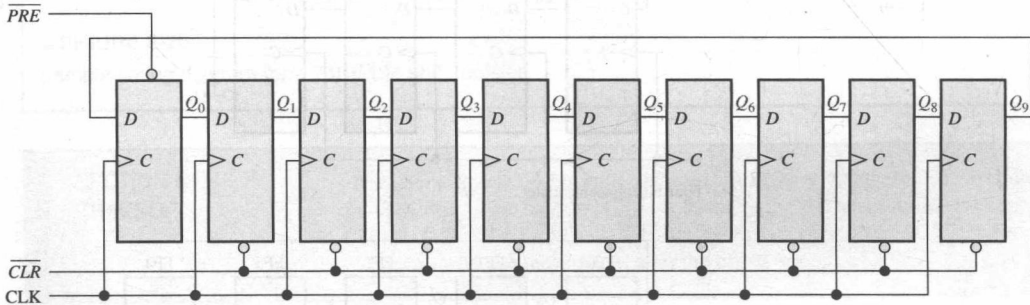 PRE
Q0 Q1 Q2 Q3 Q4 Q5 Q6 Q7 Q8 Q9
D D D D D D D D D D
C C C C C C C C C C
CLR
CLK